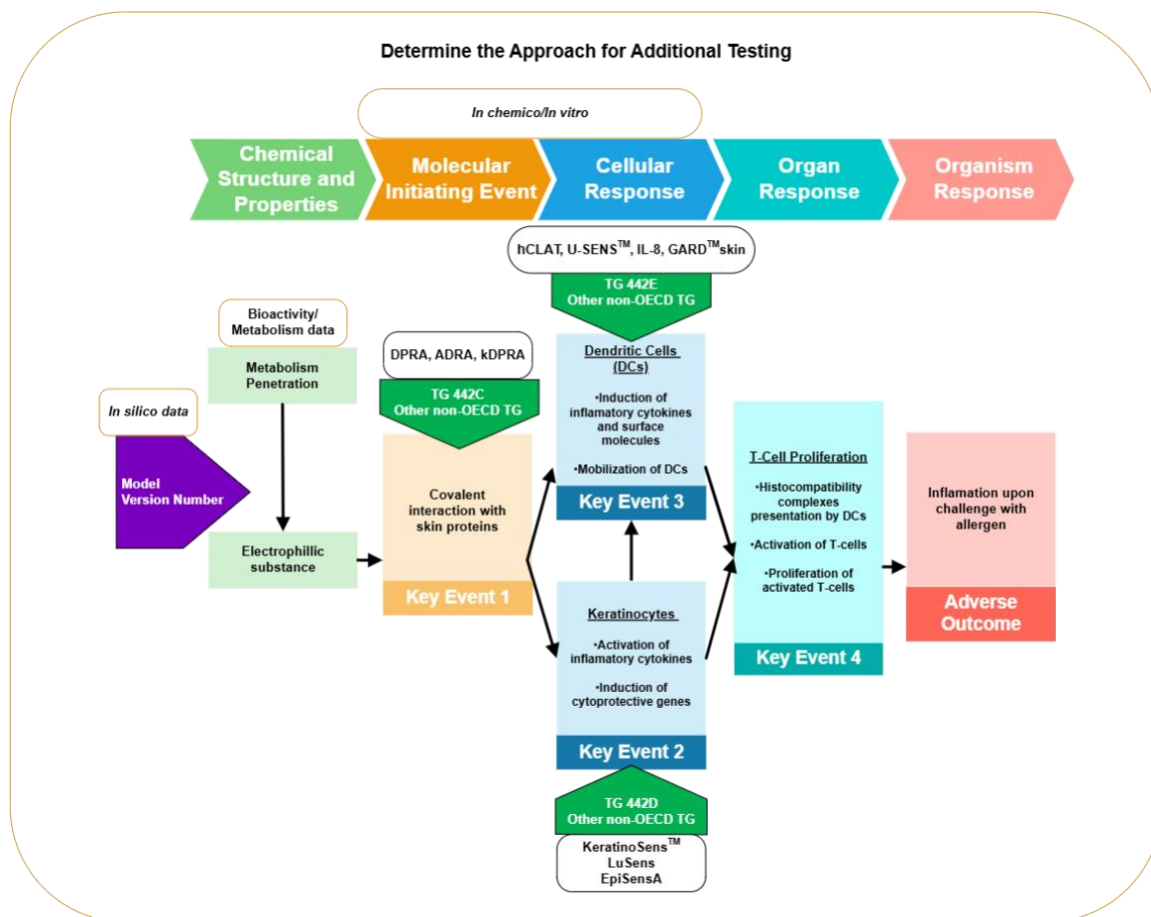 Determine the Approach for Additional Testing
In chemico/In vitro
Chemical
Structure and
Properties
Molecular
Initiating Event
Cellular
Response
Organ
Response
Organism
Response
hCLAT, U-SENS™, IL-8, GARD™skin
TG 442E
Other non-OECD TG
Bioactivity/
Metabolism data
Metabolism
Penetration
In silico data
Model
Version Number
Electrophillic
substance
DPRA, ADRA, kDPRA
TG 442C
Other non-OECD TG
Covalent
interaction with
skin proteins
Key Event 1
Dendritic Cells
(DCs)
•Induction of
inflamatory cytokines
and surface
molecules
•Mobilization of DCs
Key Event 3
Keratinocytes
•Activation of
inflamatory cytokines
•Induction of
cytoprotective genes
Key Event 2
TG 442D
Other non-OECD TG
KeratinoSens™
LuSens
EpiSensA
T-Cell Proliferation
•Histocompatibility
complexes
presentation by DCs
•Activation of T-cells
•Proliferation of
activated T-cells
Key Event 4
Inflamation upon
challenge with
allergen
Adverse
Outcome